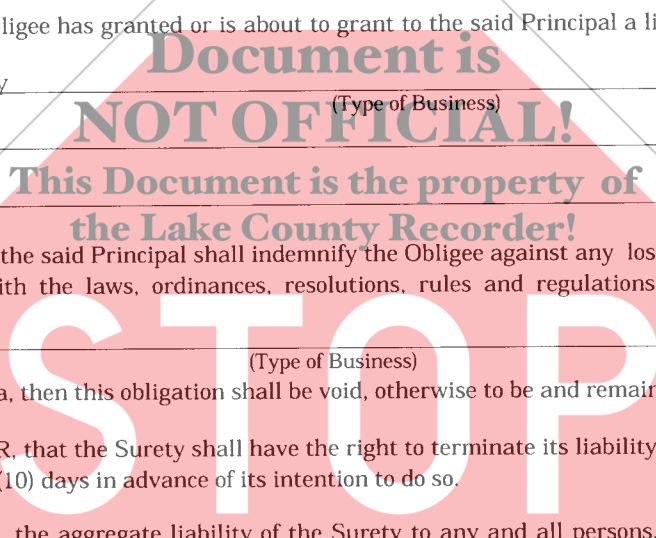 ligee has granted or is about to grant to the said Principal a li
Document is
y
(Type of Business)
NOT OFFICIAL!
This Document is the property of
the Lake County Recorder!
the said Principal shall indemnify the Obligee against any los
ith the laws, ordinances, resolutions, rules and regulations
STOP
(Type of Business)
a, then this obligation shall be void, otherwise to be and remain
R, that the Surety shall have the right to terminate its liability
(10) days in advance of its intention to do so.
the aggregate liability of the Surety to any and all persons,